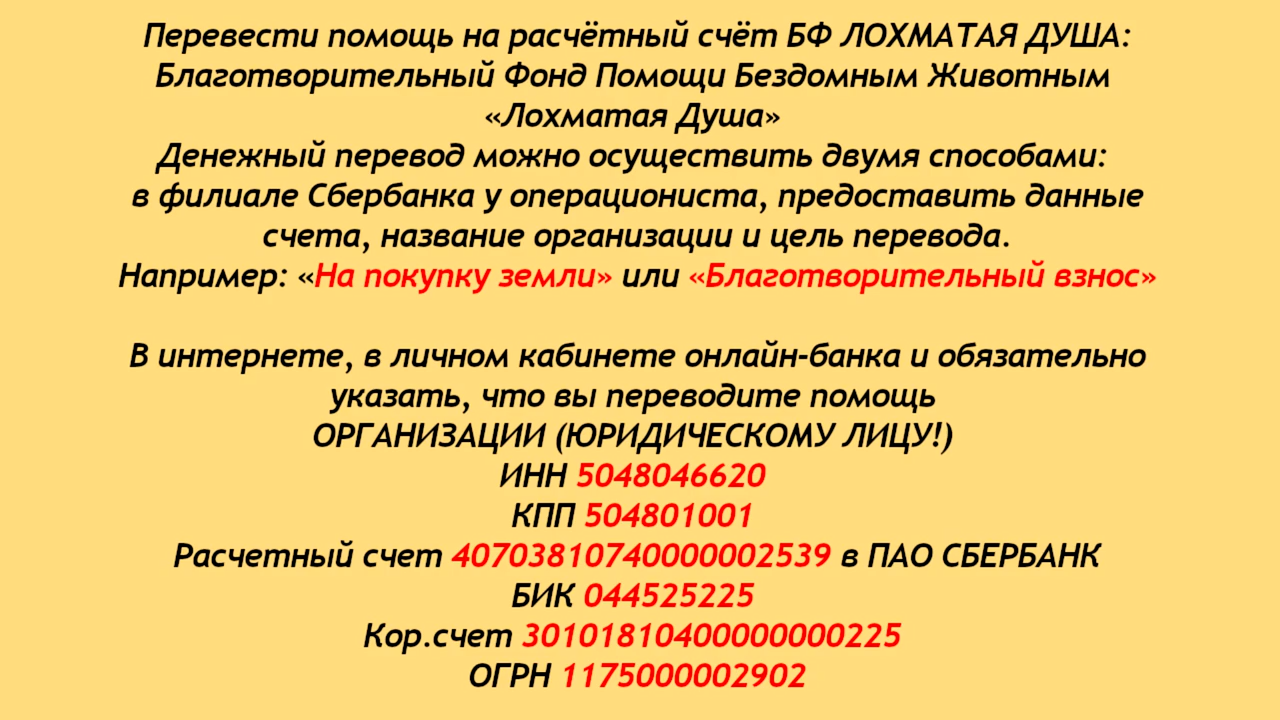 Перевести помощь на расчётный счёт БФ ЛОХМАТАЯ ДУША:
Благотворительный Фонд Помощи Бездомным Животным
«Лохматая Душа»
Денежный перевод можно осуществить двумя способами:
в филиале Сбербанка у операциониста, предоставить данные
счета, название организации и цель перевода.
Например: «На покупку земли» или «Благотворительный взнос»
В интернете, в личном кабинете онлайн-банка и обязательно
указать, что вы переводите помощь
ОРГАНИЗАЦИИ (ЮРИДИЧЕСКОМУ ЛИЦУ!)
ИНН 5048046620
КПП 504801001
Расчетный счет 40703810740000002539 в ПАО СБЕРБАНК
БИК 044525225
Кор.счет 30101810400000000225
ОГРН 1175000002902